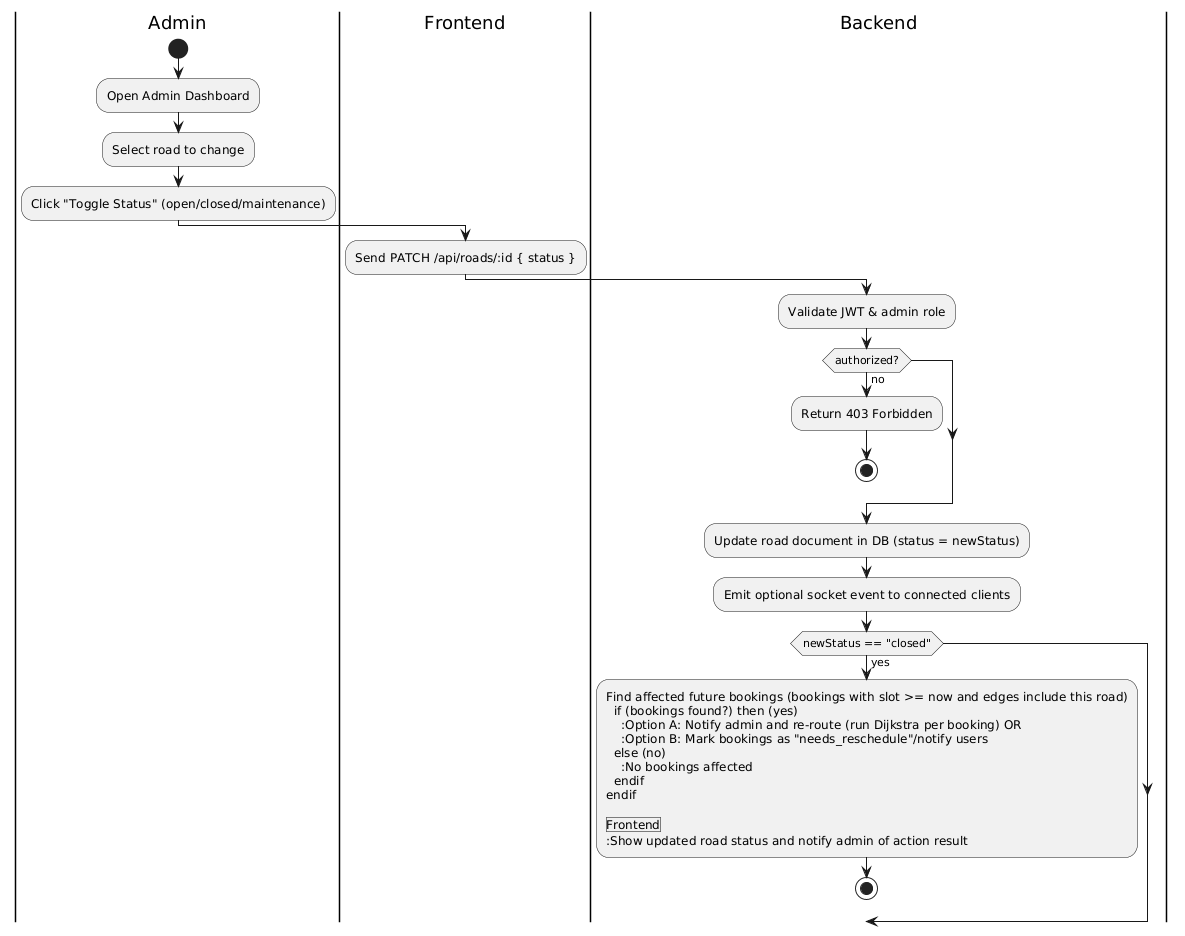 Admin
Frontend
Backend
Open Admin Dashboard
Select road to change
Click "Toggle Status" (open/closed/maintenance)
Send PATCH /api/roads/:id { status }
Validate JWT & admin role
authorized?
no
Return 403 Forbidden
Update road document in DB (status = newStatus)
Emit optional socket event to connected clients
newStatus == "closed"
yes
Find affected future bookings (bookings with slot >= now and edges include this road)
if (bookings found?) then (yes)
:Option A: Notify admin and re-route (run Dijkstra per booking) OR
:Option B: Mark bookings as "needs_reschedule"/notify users
else (no)
:No bookings affected
endif
endif
Frontend
:Show updated road status and notify admin of action result